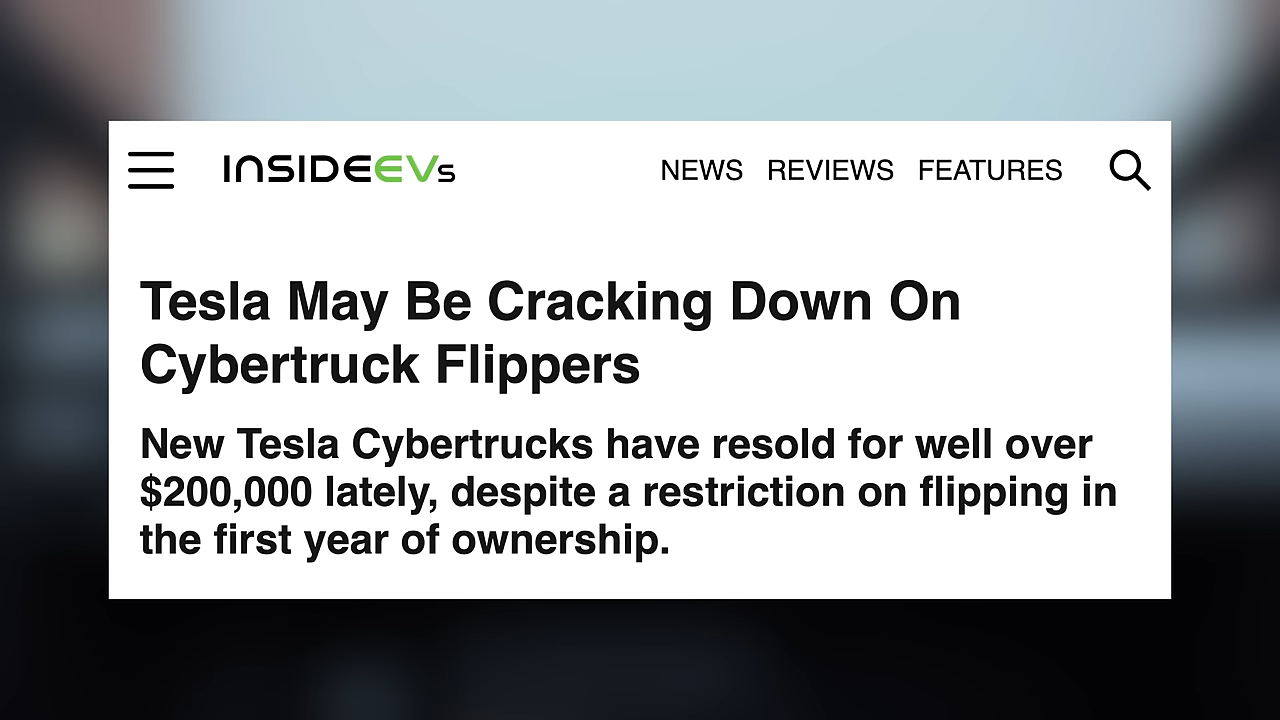 INSIDEEVs
NEWS REVIEWS FEATURES
Tesla May Be Cracking Down On
Cybertruck Flippers
New Tesla Cybertrucks have resold for well over
$200,000 lately, despite a restriction on flipping in
the first year of ownership.